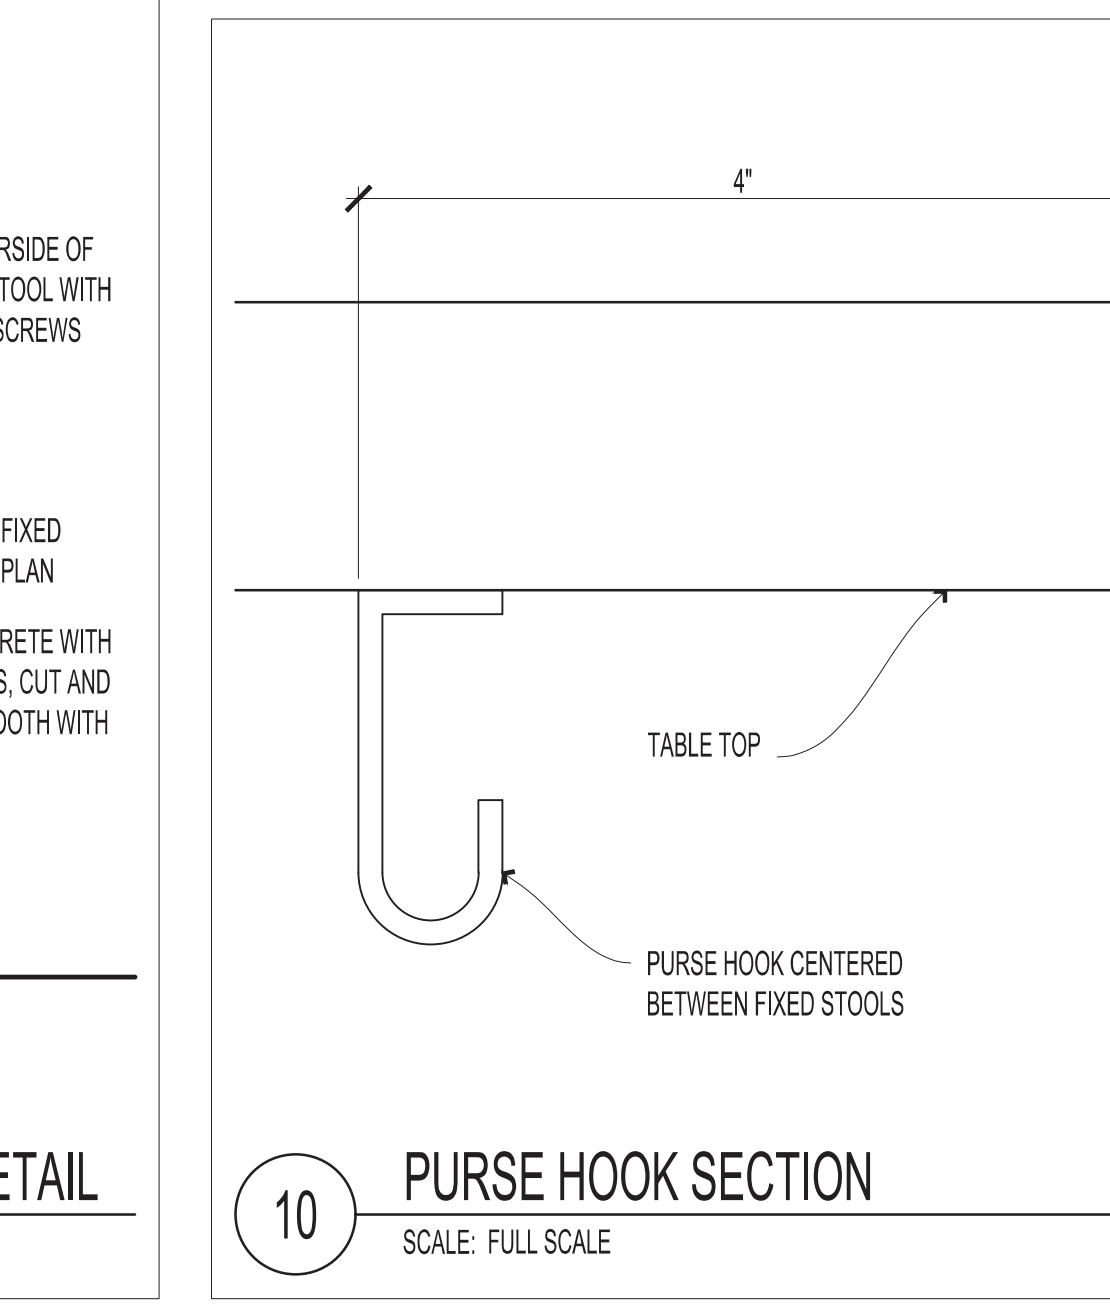 RSIDE OF
TOOL WITH
SCREWS
FIXED
PLAN
RETE WITH
S, CUT AND
OOTH WITH
ETAIL
4"
TABLE TOP
PURSE HOOK CENTERED
BETWEEN FIXED STOOLS
10
PURSE HOOK SECTION
SCALE: FULL SCALE